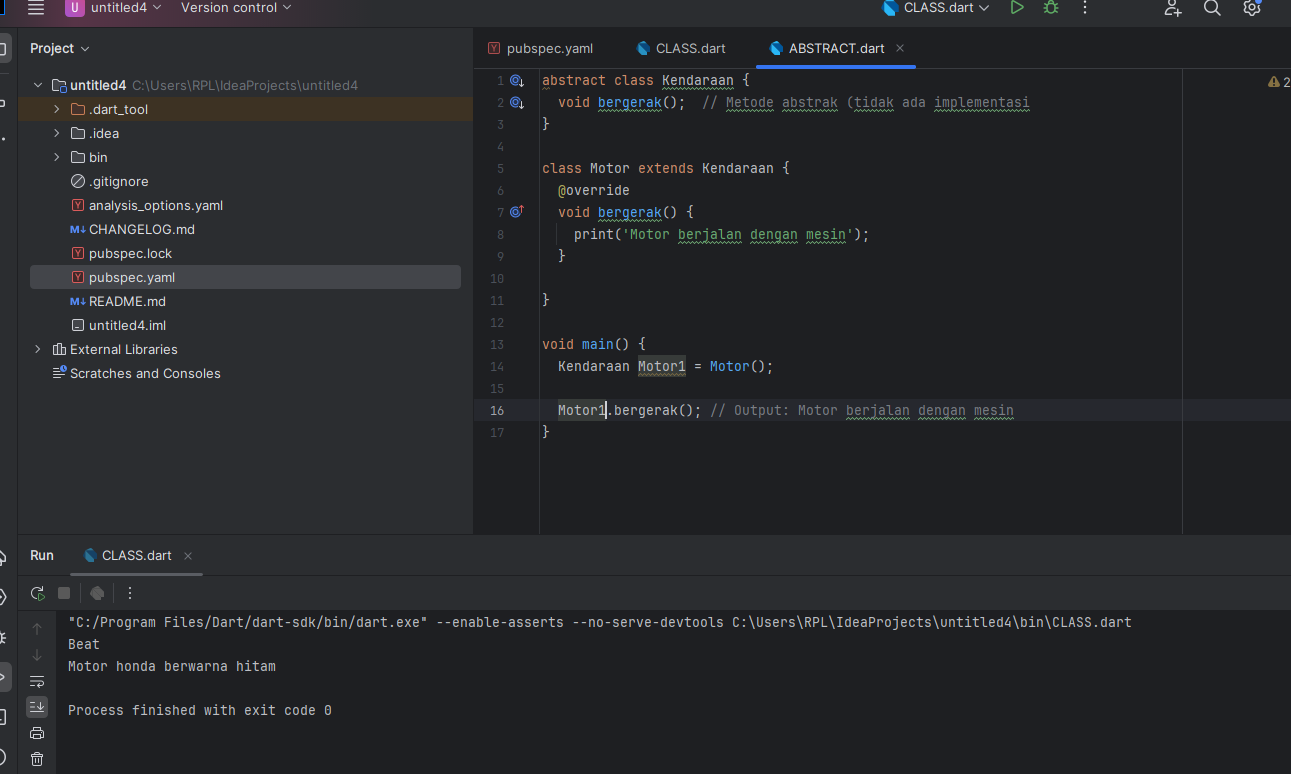 U untitled4 Version control CLASS.dart
Project
untitled4 C:\Users\RPL\IdeaProjects\untitled4
.dart_tool
.idea
bin
.gitignore
Y analysis_options.yaml
M↓ CHANGELOG.md
Y pubspec.lock
Y pubspec.yaml
M↓ README.md
untitled4.iml
External Libraries
Scratches and Consoles
Y pubspec.yaml CLASS.dart ABSTRACT.dart
2
1 abstract class Kendaraan {
2 void bergerak(); // Metode abstrak (tidak ada implementasi
3 }
4
5 class Motor extends Kendaraan {
6 @override
7 void bergerak() {
8 print('Motor berjalan dengan mesin');
9 }
10
11 }
12
13 void main() {
14 Kendaraan Motor1 = Motor();
15
16 Motor1.bergerak(); // Output: Motor berjalan dengan mesin
17 }
Run CLASS.dart
"C:/Program Files/Dart/dart-sdk/bin/dart.exe" --enable-asserts --no-serve-devtools C:\Users\RPL\IdeaProjects\untitled4\bin\CLASS.dart
Beat
Motor honda berwarna hitam
Process finished with exit code 0